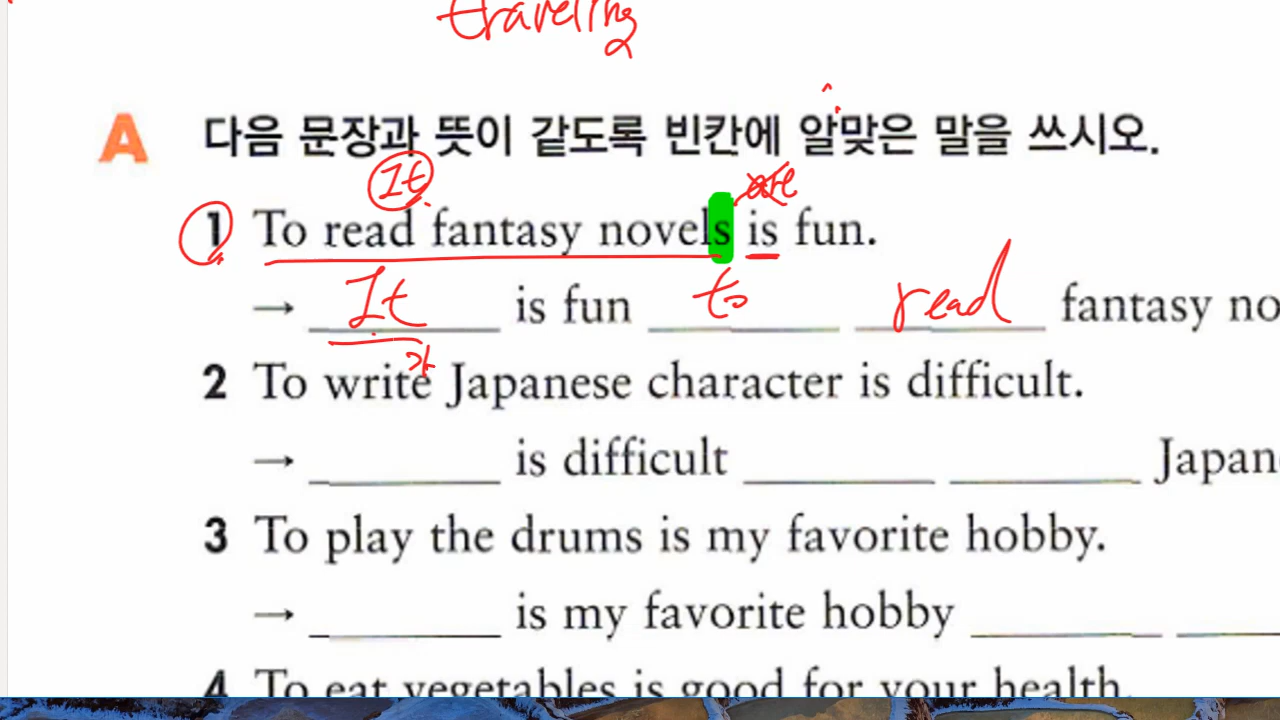 traveling
A 다음 문장과 뜻이 같도록 빈칸에 알맞은 말을 쓰시오.
It are
1 To read fantasy novels is fun.
→ It is fun to read fantasy no
2 To write Japanese character is difficult.
→ ______ is difficult ______ ______ Japan
3 To play the drums is my favorite hobby.
→ ______ is my favorite hobby ______ ______
4 To eat vegetables is good for your health.